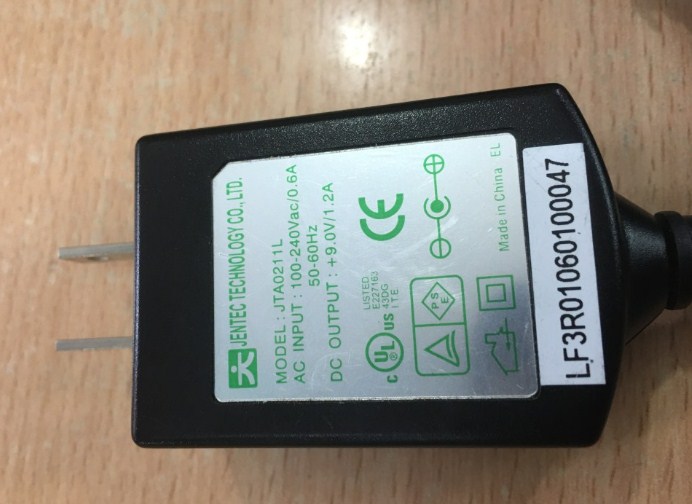 JENTEC TECHNOLOGY CO., LTD.
MODEL : JTA0211L
AC INPUT : 100-240Vac/0.6A
50-60Hz
DC OUTPUT : +9.0V/1.2A
c UL US
LISTED
E227163
43DG
I.T.E.
PS
E
CE
Made in China EL
LF3R01060100047